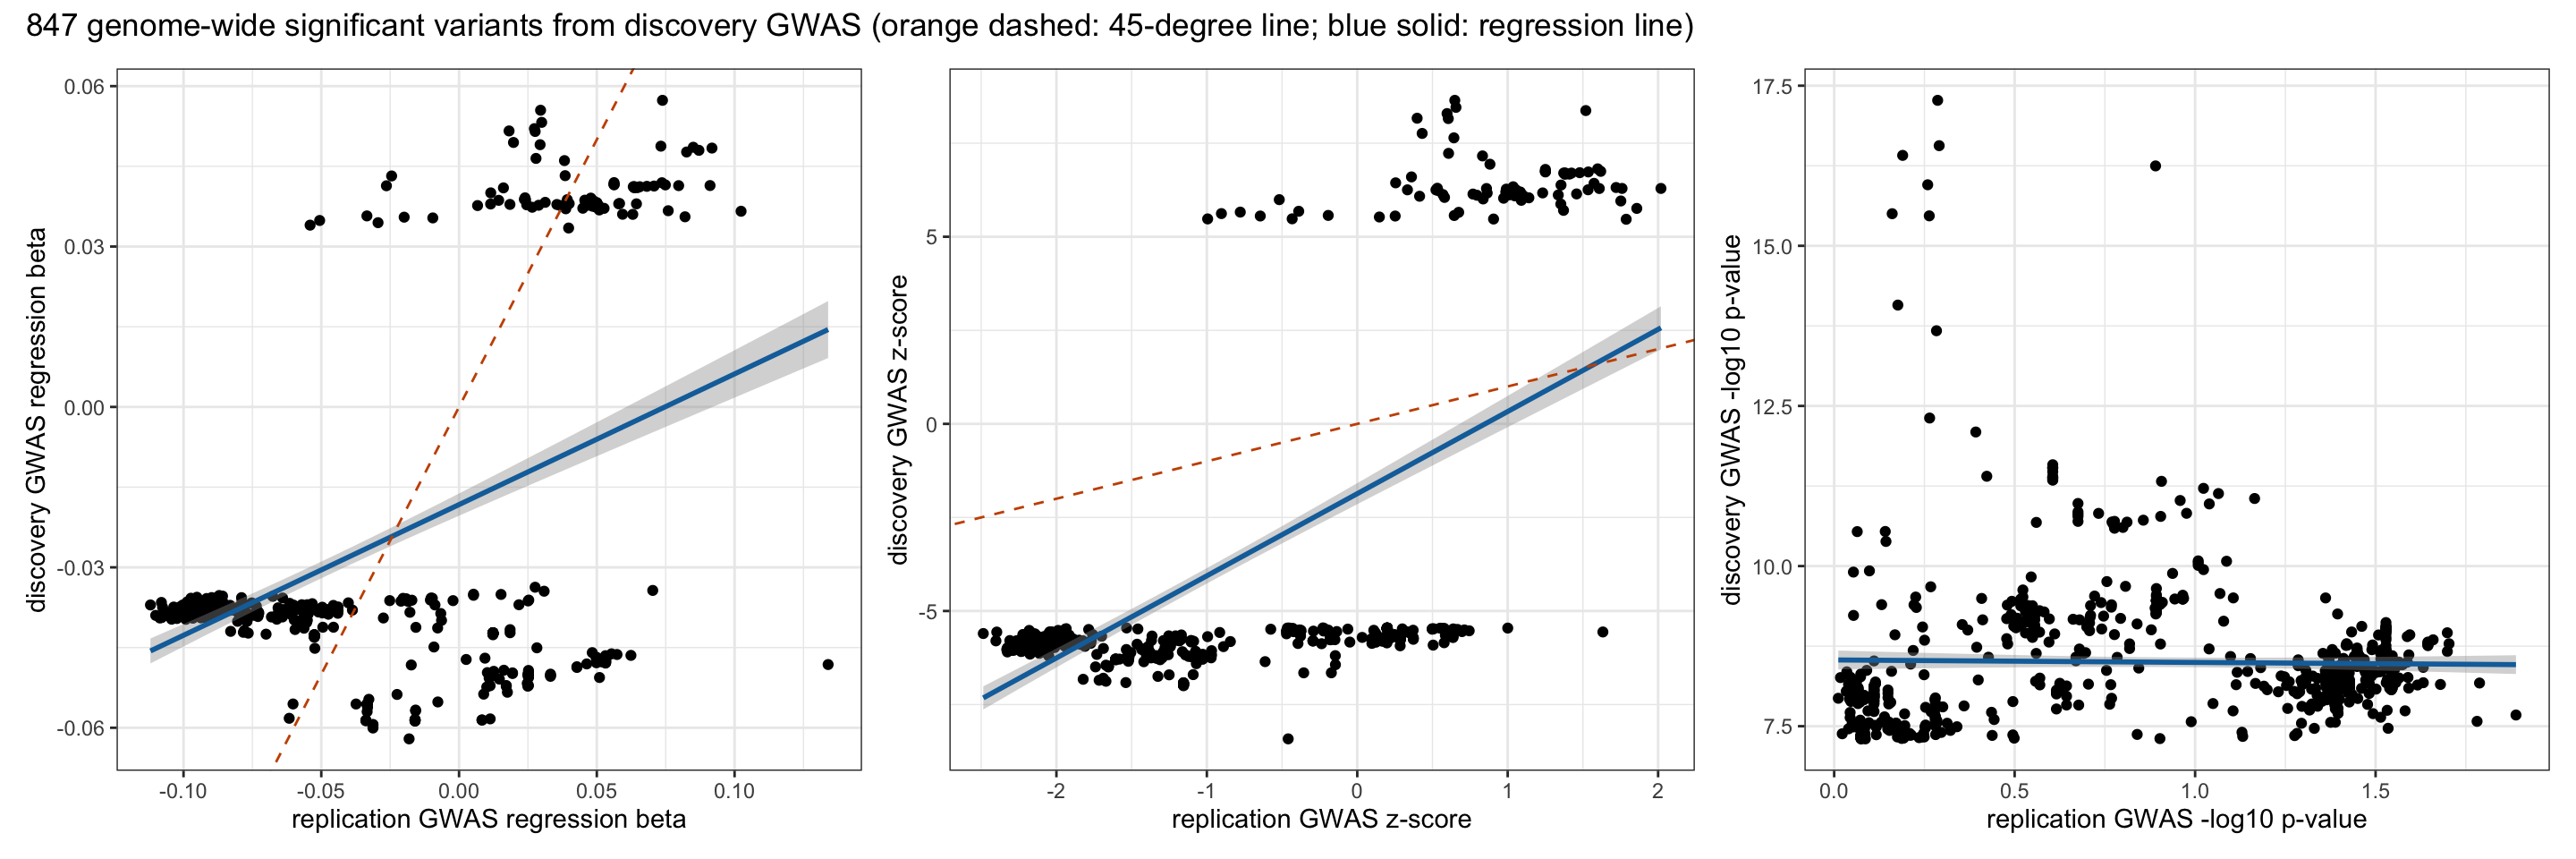 847 genome-wide significant variants from discovery GWAS (orange dashed: 45-degree line; blue solid: regression line)
discovery GWAS regression beta
0.06
0.03
0.00
-0.03
-0.06
-0.10 -0.05 0.00 0.05 0.10
replication GWAS regression beta
discovery GWAS z-score
5
0
-5
-2 -1 0 1 2
replication GWAS z-score
discovery GWAS -log10 p-value
17.5
15.0
12.5
10.0
7.5
0.0 0.5 1.0 1.5
replication GWAS -log10 p-value